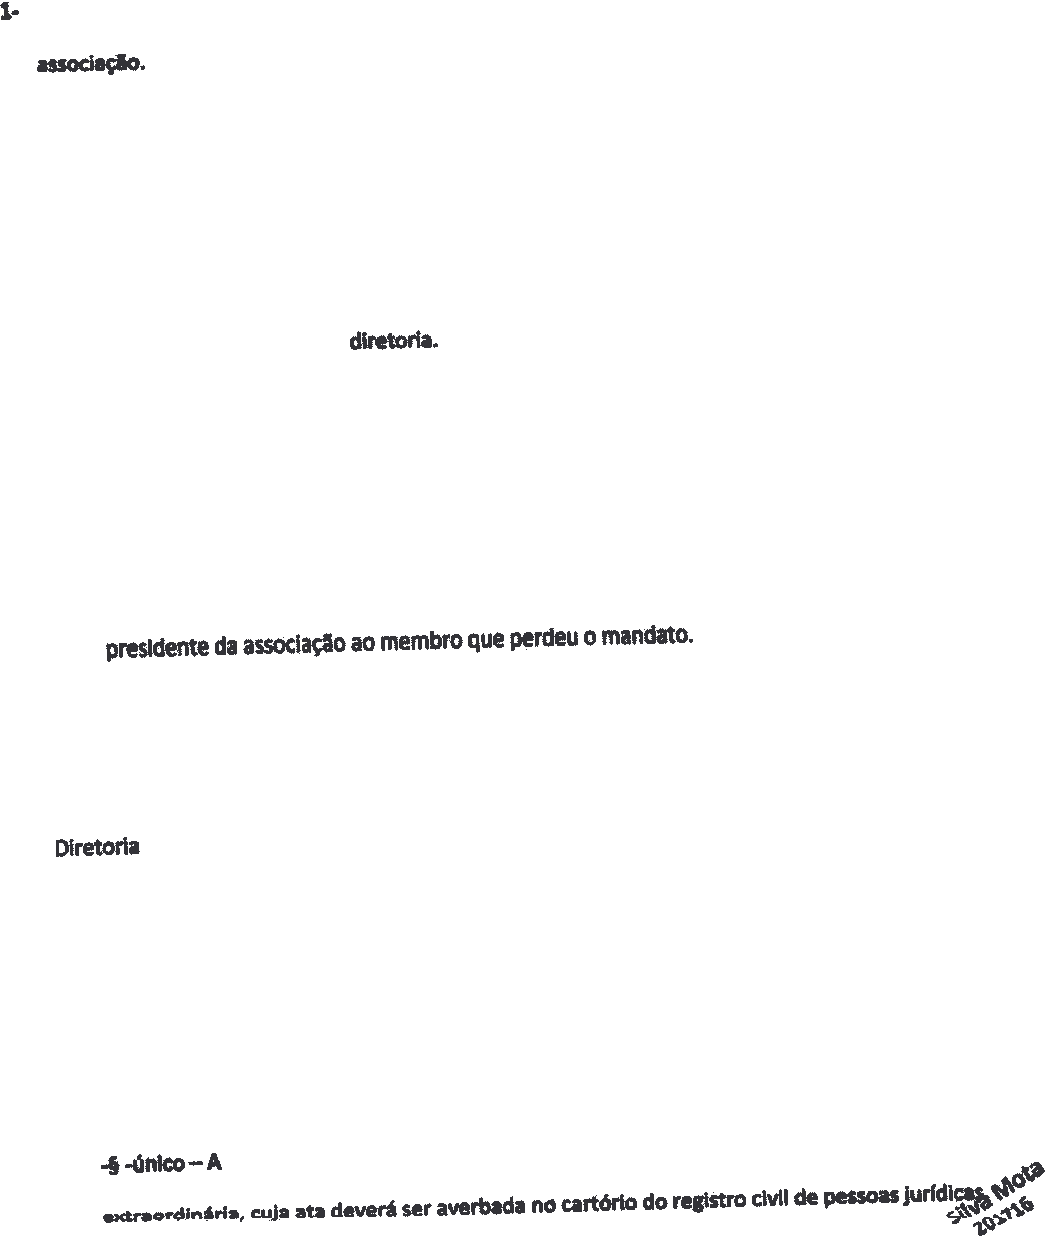 1-
associação.
diretoria.
presidente da associação ao membro que perdeu o mandato.
Diretoria
-§ -único – A
extraordinária, cuja ata deverá ser averbada no cartório do registro civil de pessoas jurídicas
Silva Mota
201716